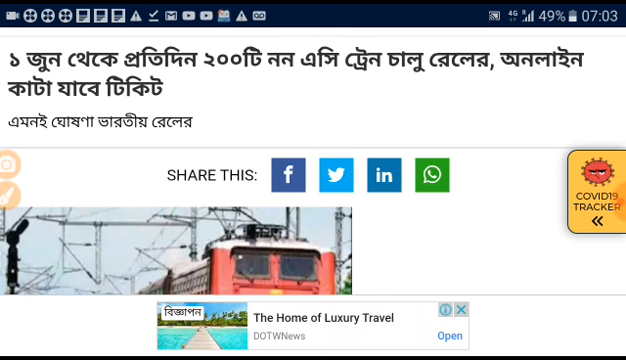 49% 07:03
১ জুন থেকে প্রতিদিন ২০০টি নন এসি ট্রেন চালু রেলের, অনলাইন
কাটা যাবে টিকিট
এমনই ঘোষণা ভারতীয় রেলের
SHARE THIS:
COVID19
TRACKER
বিজ্ঞাপন
The Home of Luxury Travel
DOTWNews
Open